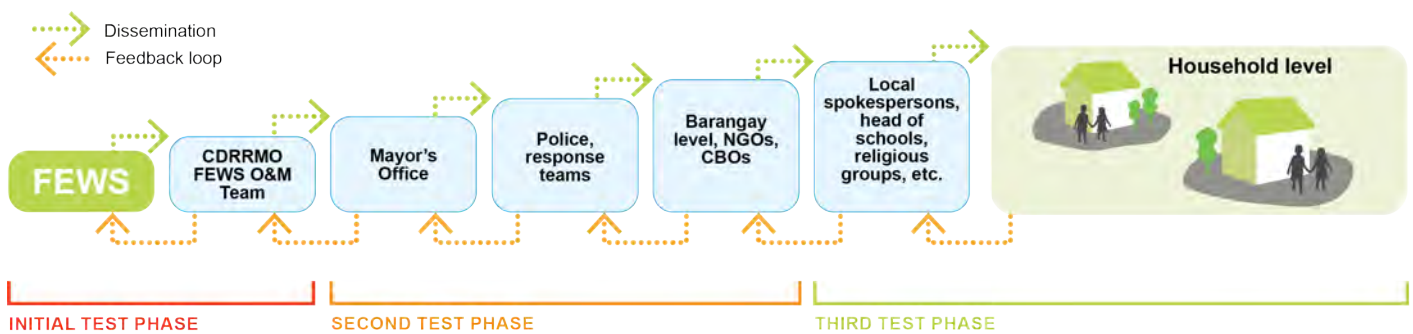 Dissemination
Feedback loop
FEWS
CDRRMO
FEWS O&M
Team
Mayor's
Office
Police,
response
teams
Barangay
level, NGOs,
CBOs
Local
spokespersons,
head of
schools,
religious
groups, etc.
Household level
INITIAL TEST PHASE
SECOND TEST PHASE
THIRD TEST PHASE